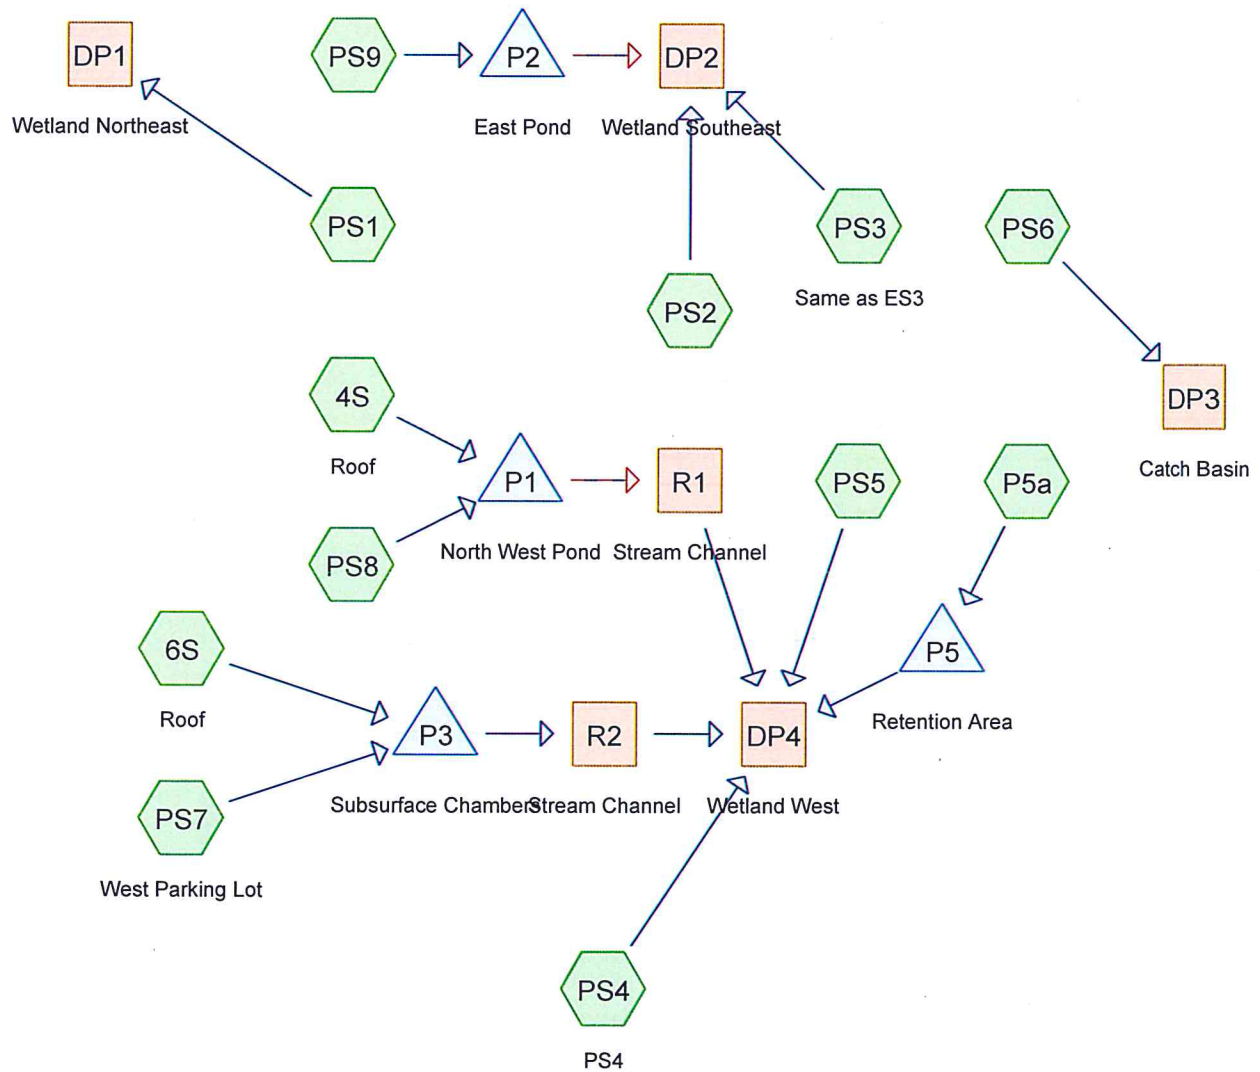 DP1
PS9
P2
DP2
Wetland Northeast
East Pond
Wetland Southeast
PS1
PS3
PS6
Same as ES3
PS2
4S
DP3
Roof
Catch Basin
P1
R1
PS5
P5a
North West Pond
Stream Channel
PS8
6S
P5
Roof
Retention Area
P3
R2
DP4
Subsurface Chambers
Stream Channel
Wetland West
PS7
West Parking Lot
PS4
PS4